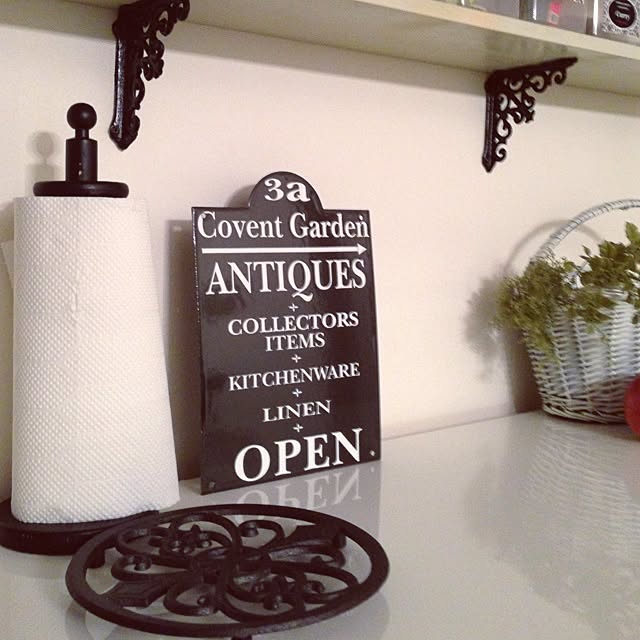 3a
Covent Garden
ANTIQUES
+
COLLECTORS
ITEMS
+
KITCHENWARE
+
LINEN
+
OPEN